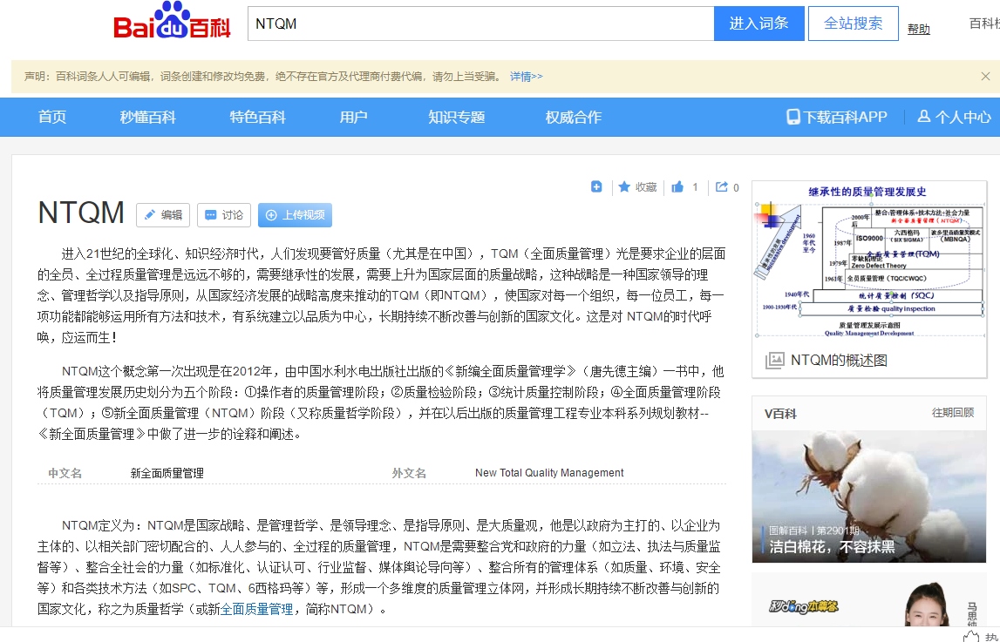 Bai du 百科
NTQM
进入词条
全站搜索
帮助
声明：百科词条人人可编辑，词条创建和修改均免费，绝不存在官方及代理商付费代编，请勿上当受骗。 详情>>
首页 秒懂百科 特色百科 用户 知识专题 权威合作 下载百科APP 个人中心
收藏 1 0
NTQM 编辑 讨论 上传视频
进入21世纪的全球化、知识经济时代，人们发现要管好质量（尤其是在中国），TQM（全面质量管理）光是要求企业的层面
的全员、全过程质量管理是远远不够的，需要继承性的发展，需要上升为国家层面的质量战略，这种战略是一种国家领导的理
念、管理哲学以及指导原则，从国家经济发展的战略高度来推动的TQM（即NTQM），使国家对每一个组织，每一位员工，每一
项功能都能够运用所有方法和技术，有系统建立以品质为中心，长期持续不断改善与创新的国家文化。这是对 NTQM的时代呼
唤，应运而生！
NTQM这个概念第一次出现是在2012年，由中国水利水电出版社出版的《新编全面质量管理学》（唐先德主编）一书中，他
将质量管理发展历史划分为五个阶段：①操作者的质量管理阶段；②质量检验阶段；③统计质量控制阶段；④全面质量管理阶段
（TQM）；⑤新全面质量管理（NTQM）阶段（又称质量哲学阶段），并在以后出版的质量管理工程专业本科系列规划教材--
《新全面质量管理》中做了进一步的诠释和阐述。
中文名 新全面质量管理 外文名 New Total Quality Management
NTQM定义为：NTQM是国家战略、是管理哲学、是领导理念、是指导原则、是大质量观，他是以政府为主打的、以企业为
主体的、以相关部门密切配合的、人人参与的、全过程的质量管理，NTQM是需要整合党和政府的力量（如立法、执法与质量监
督等）、整合全社会的力量（如标准化、认证认可、行业监督、媒体舆论导向等）、整合所有的管理体系（如质量、环境、安全
等）和各类技术方法（如SPC、TQM、6西格玛等）等，形成一个多维度的质量管理立体网，并形成长期持续不断改善与创新的
国家文化，称之为质量哲学（或新全面质量管理，简称NTQM）。
继承性的质量管理发展史
2000年
后
整合:管理体系+技术方法+社会力量
新全面质量管理（NTQM）
1960
年代
至今
1987年
ISO9000
六西格玛
(SIX SIGMA)
波多里奇质量奖模式
(MBNQA)
全面质量管理(TQM)
1979年
零缺陷理论
Zero Defect Theory
1961年 全员质量管理（TQC/CWQC）
1940年代 统计质量控制（SQC）
1900-1930年代 质量检验 quality inspection
质量管理发展示意图
Quality Management Development
NTQM的概述图
V百科 往期回顾
图解百科 | 第2901期
洁白棉花，不容抹黑
秒dǒng本尊答